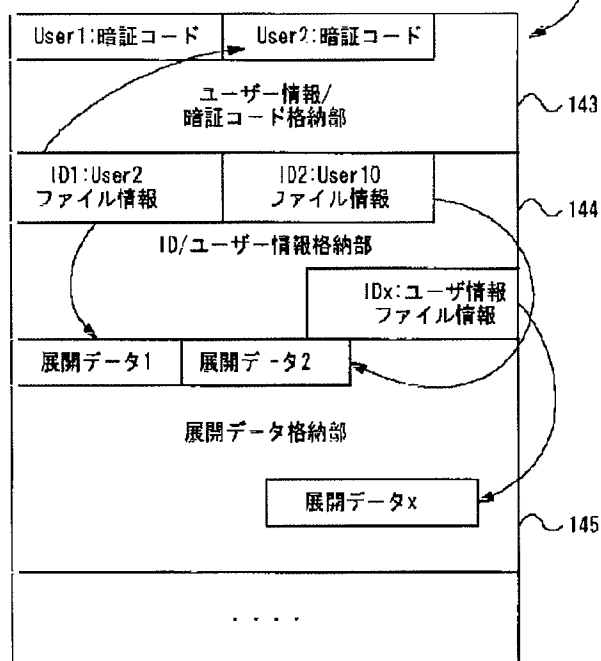 User1:暗証コード
User2:暗証コード
ユーザー情報/
暗証コード格納部
143
ID1:User2
ファイル情報
ID2:User10
ファイル情報
144
ID/ユーザー情報格納部
IDx:ユーザ情報
ファイル情報
展開データ1
展開データ2
展開データ格納部
展開データx
145
....